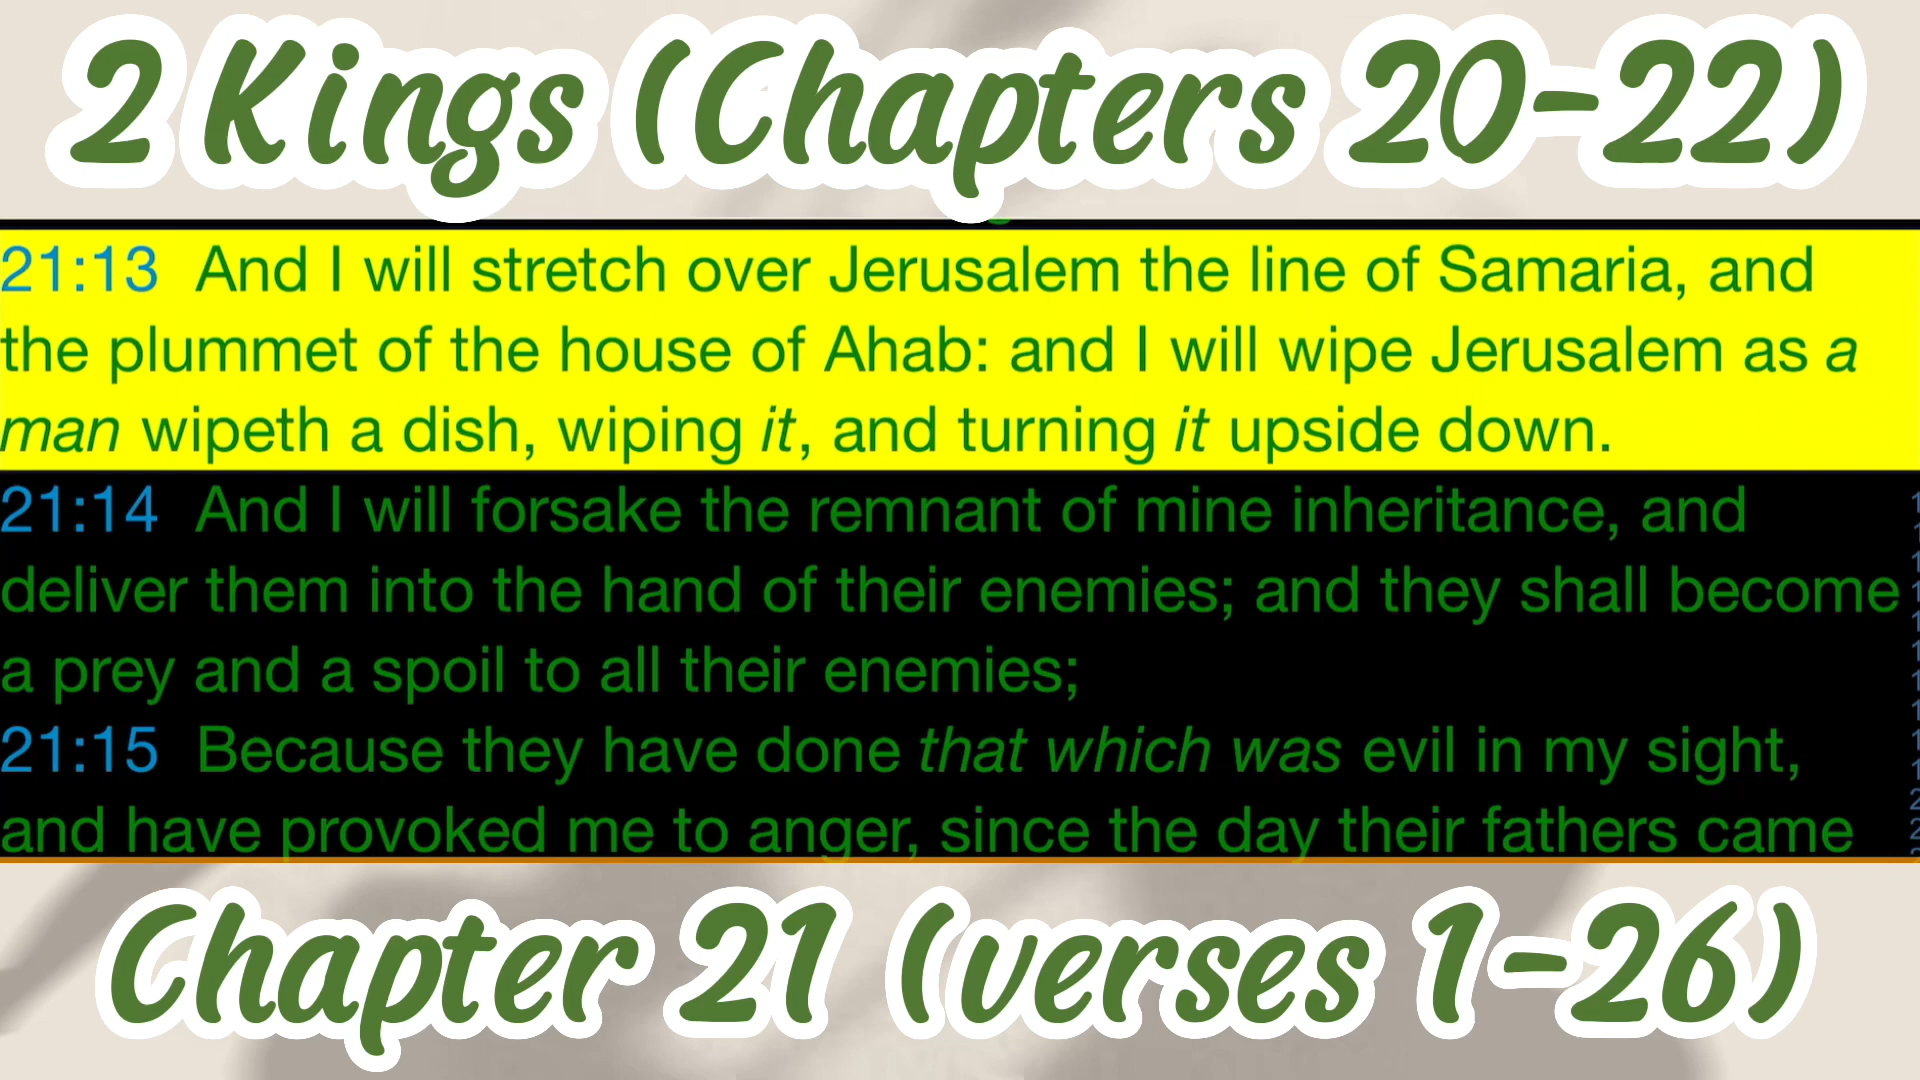 2 Kings (Chapters 20-22)
21:13 And I will stretch over Jerusalem the line of Samaria, and
the plummet of the house of Ahab: and I will wipe Jerusalem as a
man wipeth a dish, wiping it, and turning it upside down.
21:14 And I will forsake the remnant of mine inheritance, and
deliver them into the hand of their enemies; and they shall become
a prey and a spoil to all their enemies;
21:15 Because they have done that which was evil in my sight,
and have provoked me to anger, since the day their fathers came
Chapter 21 (verses 1-26)